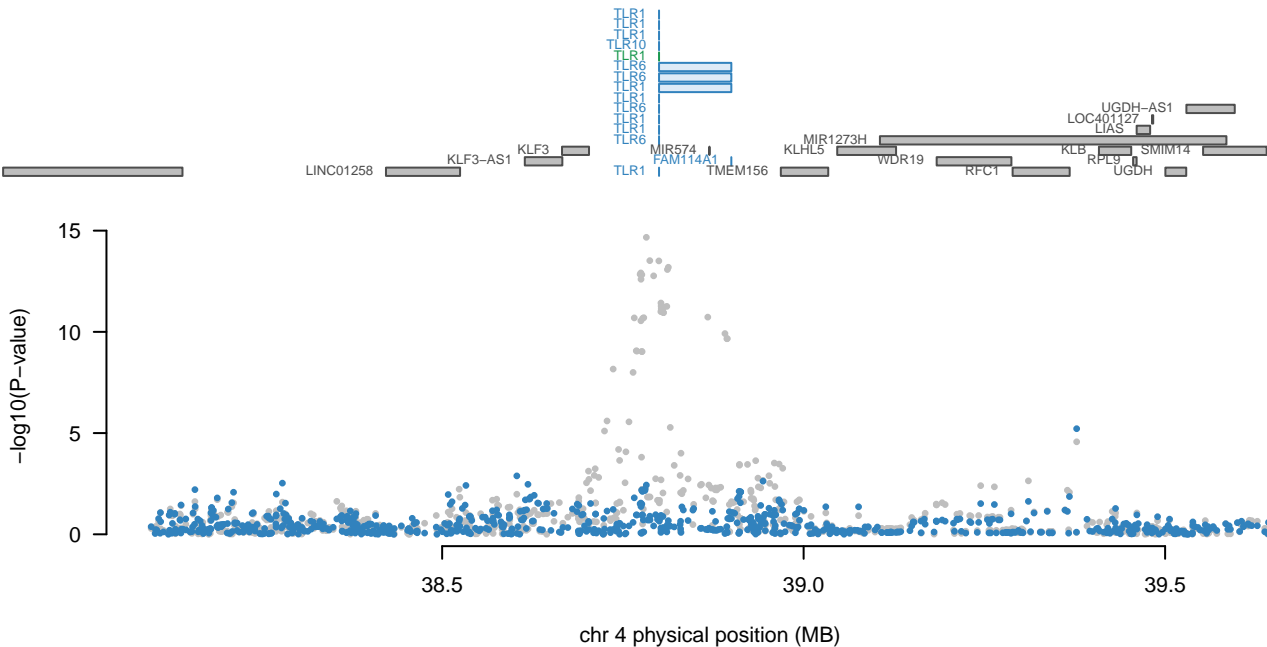 TLR1
TLR1
TLR1
TLR10
TLR1
TLR6
TLR6
TLR1
TLR1
TLR6 UGDH−AS1
TLR1 LOC401127
TLR1 LIAS
TLR6 MIR1273H
KLF3 MIR574 KLHL5 KLB SMIM14
KLF3−AS1 FAM114A1 WDR19 RPL9
LINC01258 TLR1 TMEM156 RFC1 UGDH
15
10
5
0
−log10(P−value)
38.5 39.0 39.5
chr 4 physical position (MB)